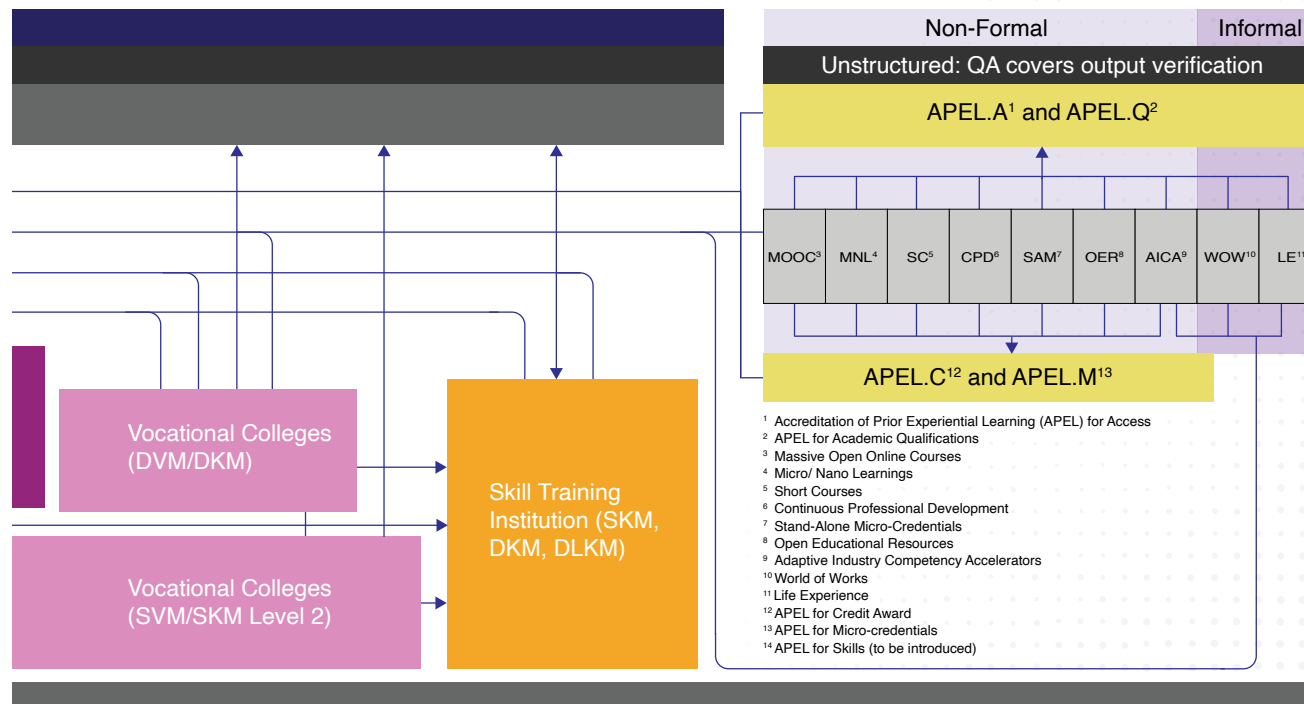 Non-Formal
Informal
Unstructured: QA covers output verification
APEL.A¹ and APEL.Q²
MOOC³
MNL⁴
SC⁵
CPD⁶
SAM⁷
OER⁸
AICA⁹
WOW¹⁰
LE¹¹
APEL.C¹² and APEL.M¹³
Vocational Colleges
(DVM/DKM)
Skill Training
Institution (SKM,
DKM, DLKM)
Vocational Colleges
(SVM/SKM Level 2)
¹ Accreditation of Prior Experiential Learning (APEL) for Access
² APEL for Academic Qualifications
³ Massive Open Online Courses
⁴ Micro/ Nano Learnings
⁵ Short Courses
⁶ Continuous Professional Development
⁷ Stand-Alone Micro-Credentials
⁸ Open Educational Resources
⁹ Adaptive Industry Competency Accelerators
¹⁰ World of Works
¹¹ Life Experience
¹² APEL for Credit Award
¹³ APEL for Micro-credentials
¹⁴ APEL for Skills (to be introduced)